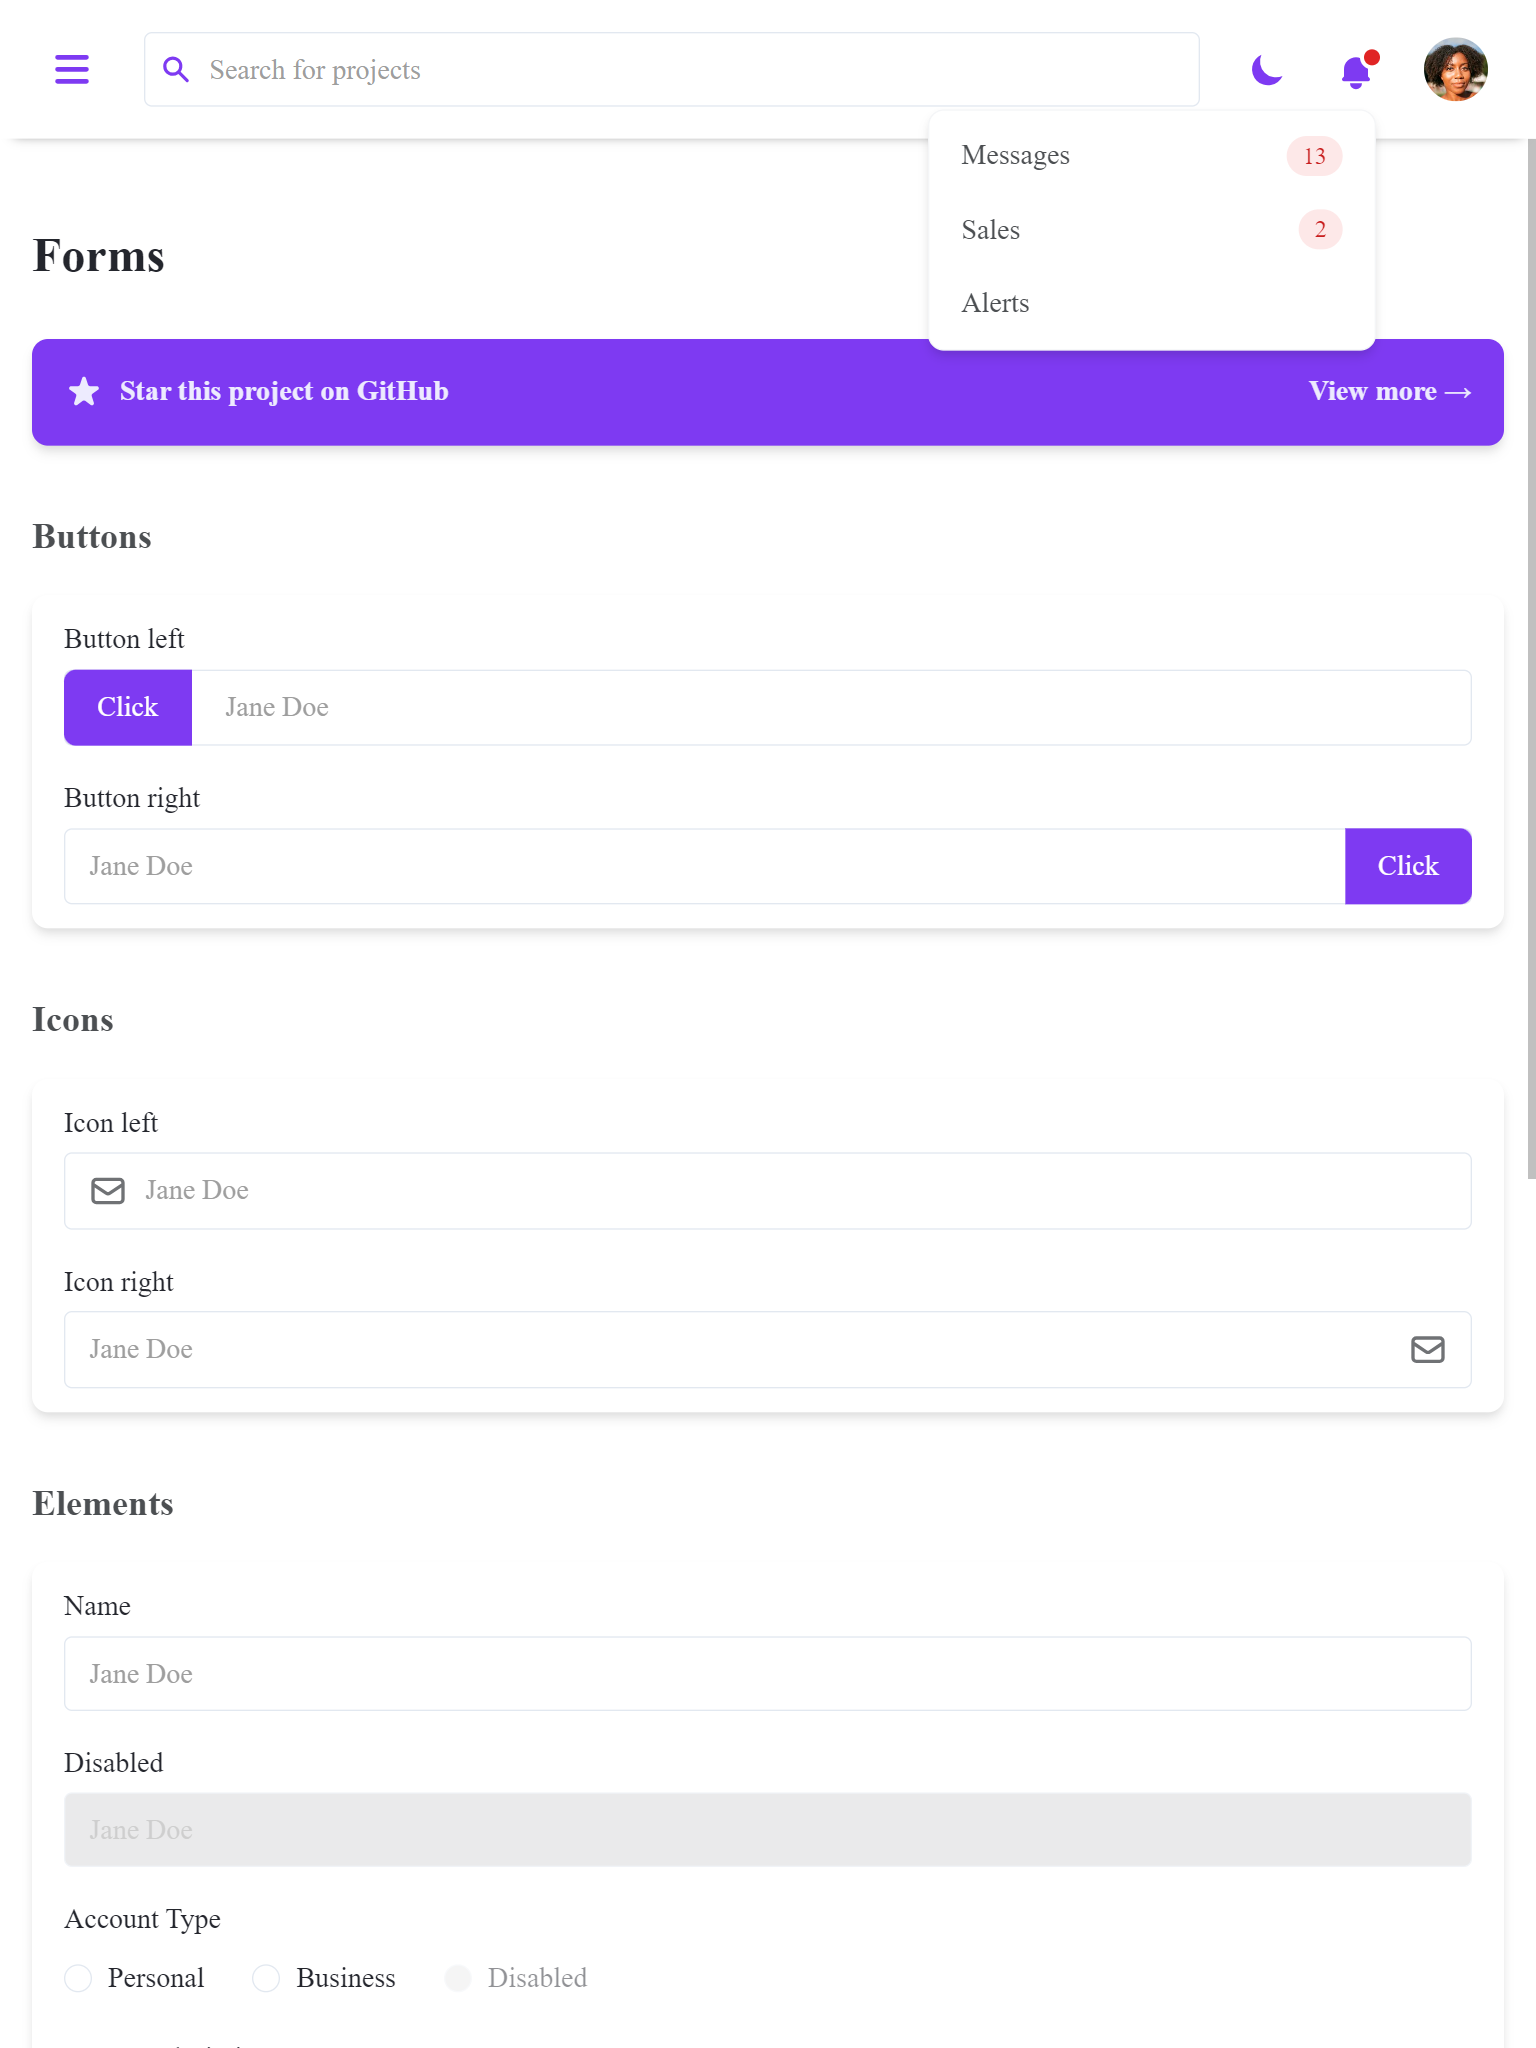 Search for projects
Messages 13
Sales 2
Alerts
Forms
Star this project on GitHub View more →
Buttons
Button left
Click Jane Doe
Button right
Jane Doe Click
Icons
Icon left
Jane Doe
Icon right
Jane Doe
Elements
Name
Jane Doe
Disabled
Jane Doe
Account Type
Personal Business Disabled